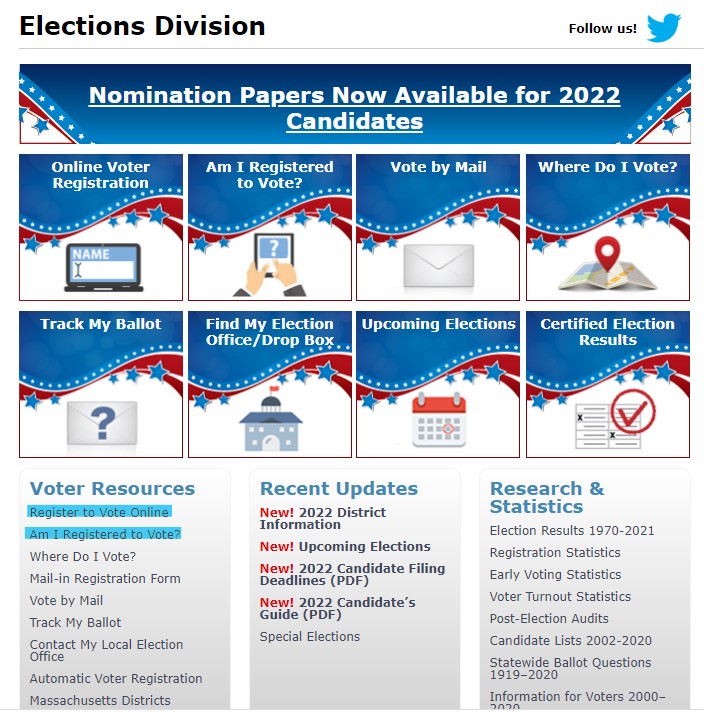 Elections Division
Follow us!
Nomination Papers Now Available for 2022
Candidates
Online Voter
Registration
NAME
Am I Registered
to Vote?
?
Vote by Mail
Where Do I Vote?
Track My Ballot
?
Find My Election
Office/Drop Box
Upcoming Elections
Certified Election
Results
x
x
Voter Resources
Register to Vote Online
Am I Registered to Vote?
Where Do I Vote?
Mail-in Registration Form
Vote by Mail
Track My Ballot
Contact My Local Election
Office
Automatic Voter Registration
Massachusetts Districts
Recent Updates
New! 2022 District
Information
New! Upcoming Elections
New! 2022 Candidate Filing
Deadlines (PDF)
New! 2022 Candidate’s
Guide (PDF)
Special Elections
Research &
Statistics
Election Results 1970-2021
Registration Statistics
Early Voting Statistics
Voter Turnout Statistics
Post-Election Audits
Candidate Lists 2002-2020
Statewide Ballot Questions
1919–2020
Information for Voters 2000–
2020